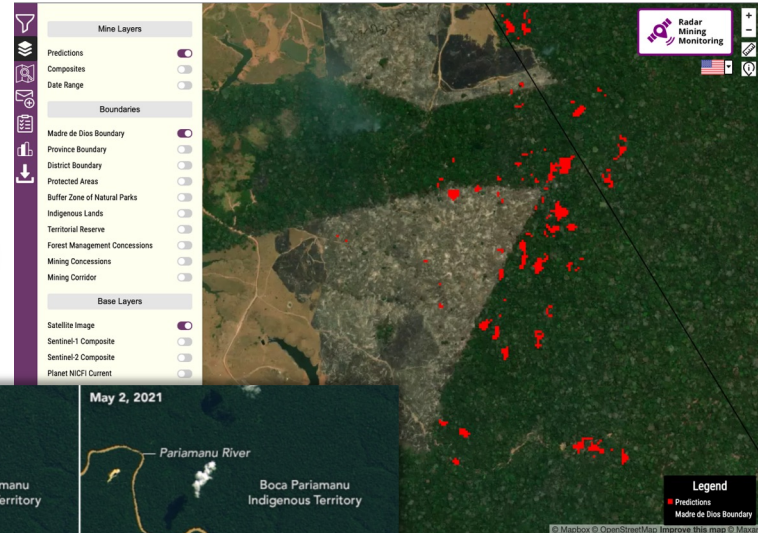 Mine Layers
Predictions
Composites
Date Range
Boundaries
Madre de Dios Boundary
Province Boundary
District Boundary
Protected Areas
Buffer Zone of Natural Parks
Indigenous Lands
Territorial Reserve
Forest Management Concessions
Mining Concessions
Mining Corridor
Base Layers
Satellite Image
Sentinel-1 Composite
Sentinel-2 Composite
Planet NICFI Current
Radar
Mining
Monitoring
+
−
manu
erritory
May 2, 2021
Pariamanu River
Boca Pariamanu
Indigenous Territory
Legend
Predictions
Madre de Dios Boundary
© Mapbox © OpenStreetMap Improve this map © Maxar